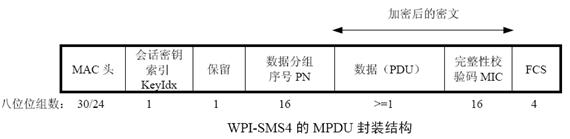 加密后的密文
MAC 头
会话密钥
索引
KeyIdx
保留
数据分组
序号 PN
数据（PDU）
完整性校
验码 MIC
FCS
八位位组数： 30/24 1 1 16 >=1 16 4
WPI-SMS4 的 MPDU 封装结构